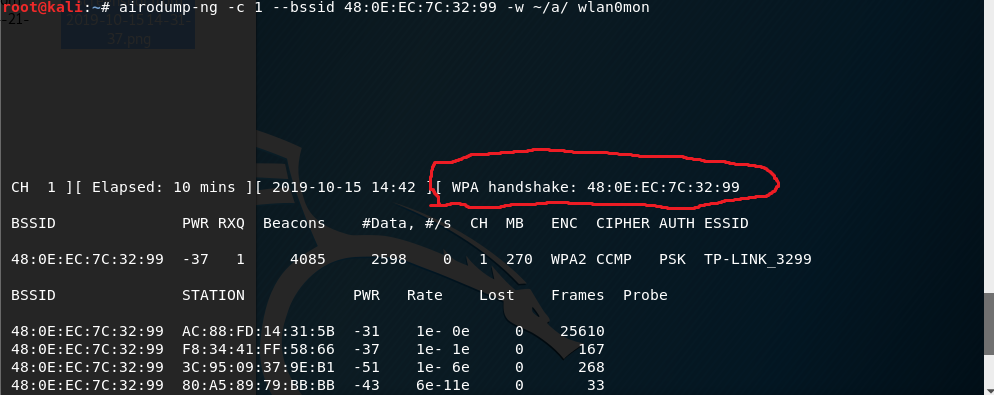 root@kali:~# airodump-ng -c 1 --bssid 48:0E:EC:7C:32:99 -w ~/a/ wlan0mon
-21-
2019-10-15 14-31-
37.png
CH 1 ][ Elapsed: 10 mins ][ 2019-10-15 14:42 ][ WPA handshake: 48:0E:EC:7C:32:99
BSSID PWR RXQ Beacons #Data, #/s CH MB ENC CIPHER AUTH ESSID
48:0E:EC:7C:32:99 -37 1 4085 2598 0 1 270 WPA2 CCMP PSK TP-LINK_3299
BSSID STATION PWR Rate Lost Frames Probe
48:0E:EC:7C:32:99 AC:88:FD:14:31:5B -31 1e- 0e 0 25610
48:0E:EC:7C:32:99 F8:34:41:FF:58:66 -37 1e- 1e 0 167
48:0E:EC:7C:32:99 3C:95:09:37:9E:B1 -51 1e- 6e 0 268
48:0E:EC:7C:32:99 80:A5:89:79:BB:BB -43 6e-11e 0 33